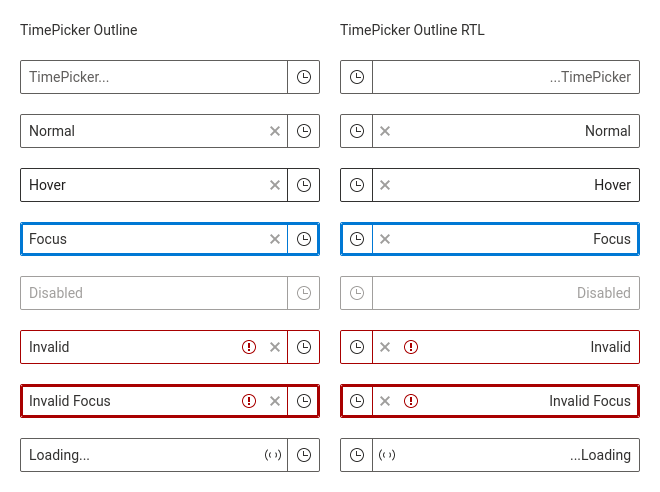 TimePicker Outline
TimePicker...
Normal
Hover
Focus
Disabled
Invalid
Invalid Focus
Loading...
TimePicker Outline RTL
...TimePicker
Normal
Hover
Focus
Disabled
Invalid
Invalid Focus
...Loading